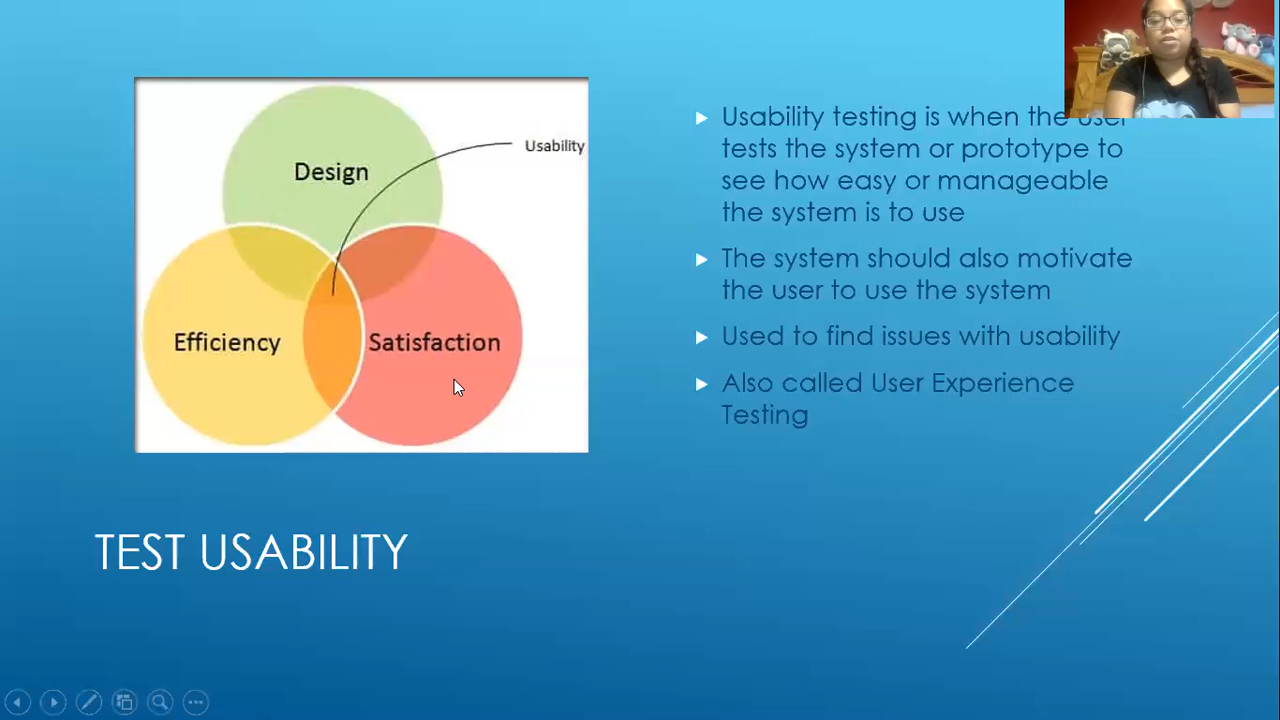 Design
Usability
Efficiency
Satisfaction
Usability testing is when the user
tests the system or prototype to
see how easy or manageable
the system is to use
The system should also motivate
the user to use the system
Used to find issues with usability
Also called User Experience
Testing
TEST USABILITY